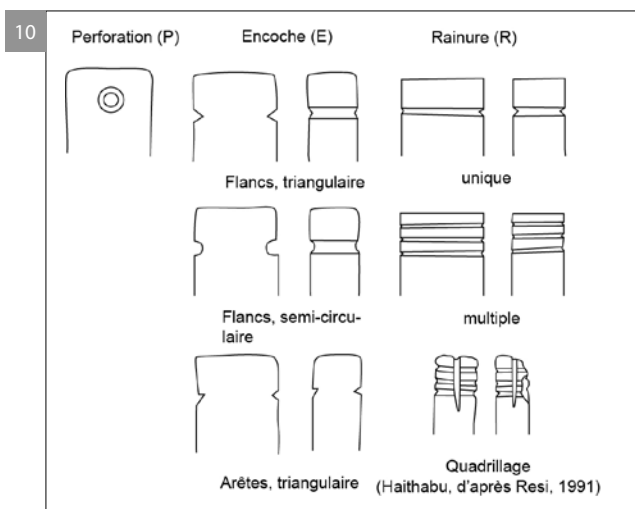 10
Perforation (P)
Encoche (E)
Rainure (R)
Flancs, triangulaire
unique
Flancs, semi-circu-
laire
multiple
Arêtes, triangulaire
Quadrillage
(Haithabu, d'après Resi, 1991)